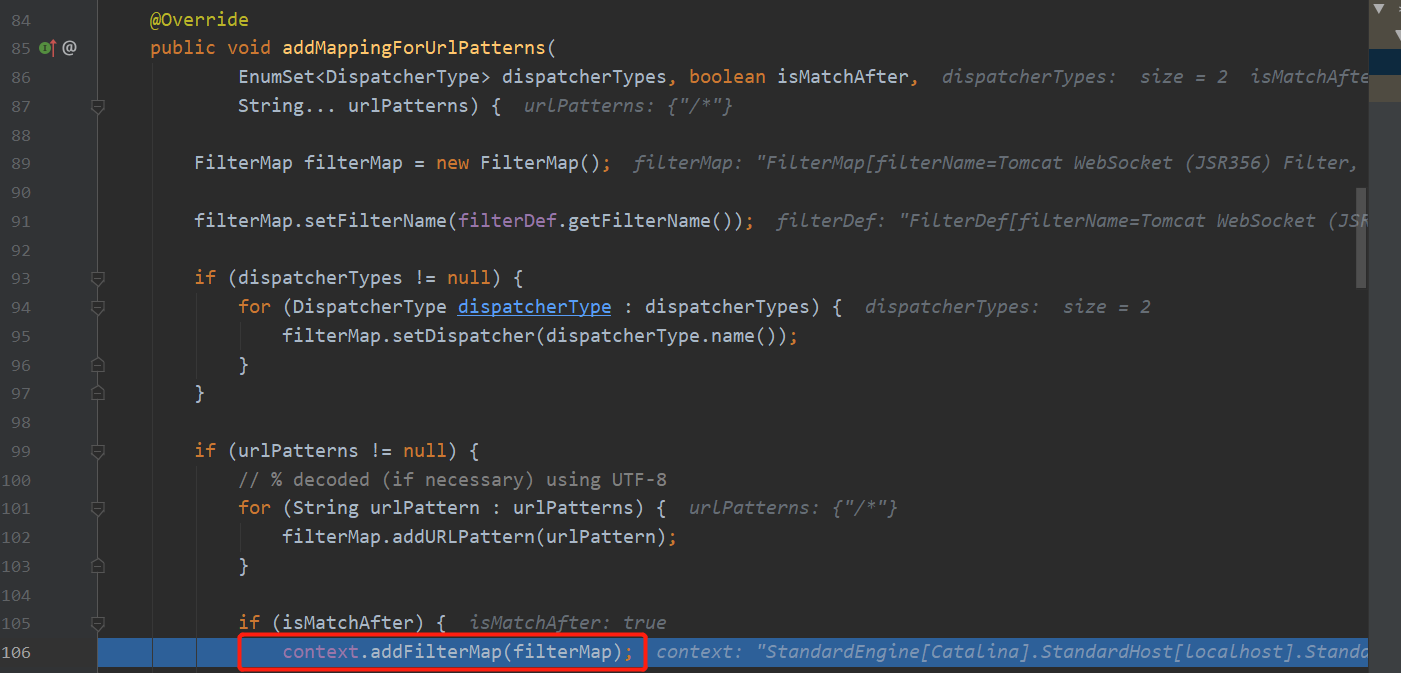 84 @Override
85 @ public void addMappingForUrlPatterns(
86 EnumSet<DispatcherType> dispatcherTypes, boolean isMatchAfter, dispatcherTypes: size = 2 isMatchAfte
87 String... urlPatterns) { urlPatterns: {"/*"}
88
89 FilterMap filterMap = new FilterMap(); filterMap: "FilterMap[filterName=Tomcat WebSocket (JSR356) Filter,
90
91 filterMap.setFilterName(filterDef.getFilterName()); filterDef: "FilterDef[filterName=Tomcat WebSocket (JSR
92
93 if (dispatcherTypes != null) {
94 for (DispatcherType dispatcherType : dispatcherTypes) { dispatcherTypes: size = 2
95 filterMap.setDispatcher(dispatcherType.name());
96 }
97 }
98
99 if (urlPatterns != null) {
100 // % decoded (if necessary) using UTF-8
101 for (String urlPattern : urlPatterns) { urlPatterns: {"/*"}
102 filterMap.addURLPattern(urlPattern);
103 }
104
105 if (isMatchAfter) { isMatchAfter: true
106 context.addFilterMap(filterMap); context: "StandardEngine[Catalina].StandardHost[localhost].Standa